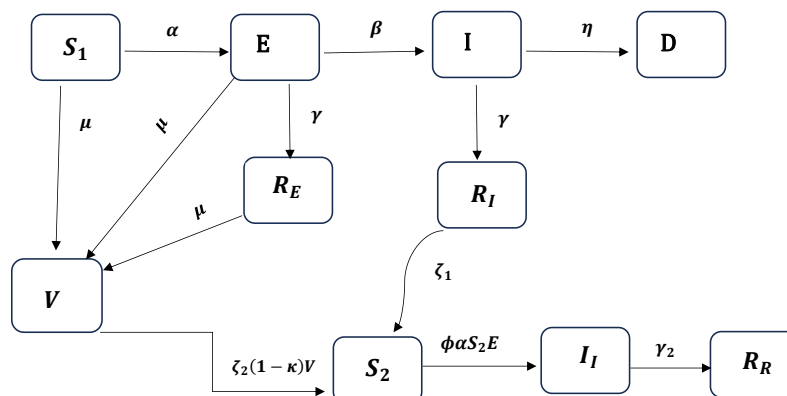 S₁ α E β I η D
μ μ γ γ
R_E R_I
μ
V ζ₁
ζ₂(1 − κ)V S₂ ϕαS₂E I_I γ₂ R_R